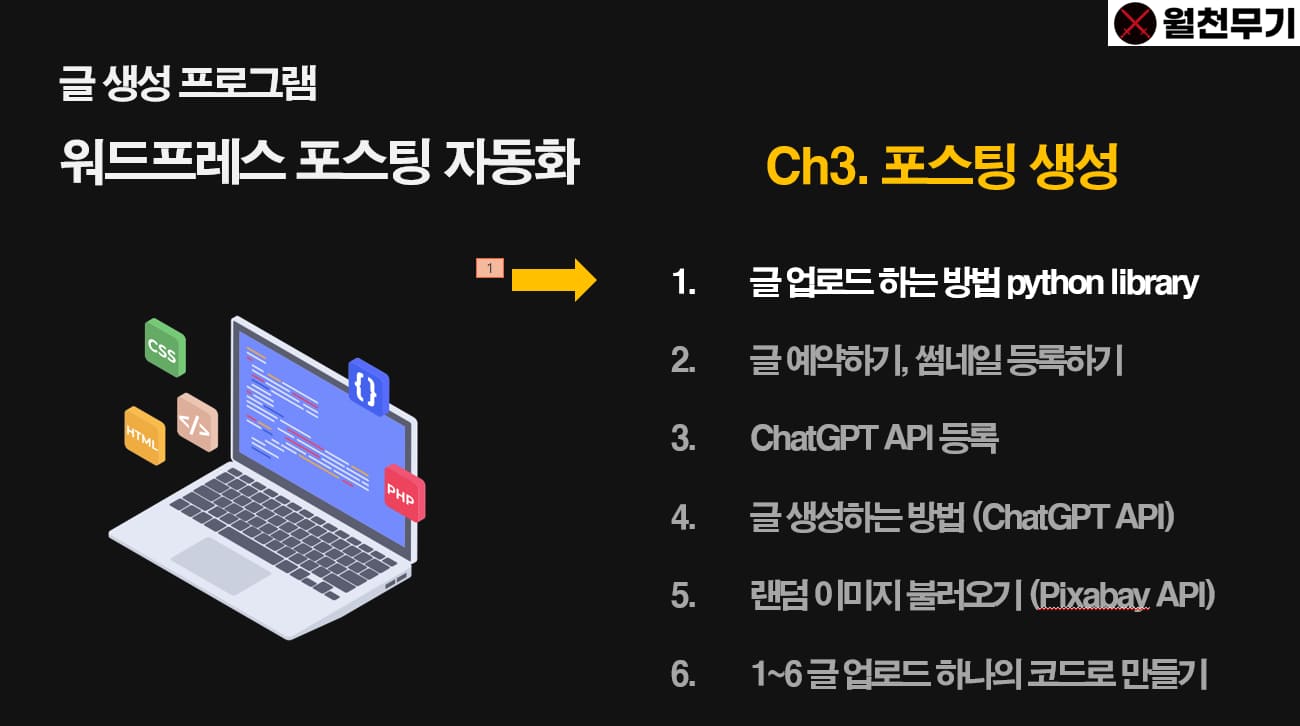 월천무기
글 생성 프로그램
워드프레스 포스팅 자동화
Ch3. 포스팅 생성
1
1. 글 업로드 하는 방법 python library
2. 글 예약하기, 썸네일 등록하기
3. ChatGPT API 등록
4. 글 생성하는 방법 (ChatGPT API)
5. 랜덤 이미지 불러오기 (Pixabay API)
6. 1~6 글 업로드 하나의 코드로 만들기
CSS
{}
HTML
</>
PHP